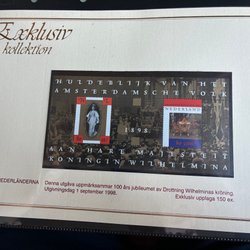 Exklusiv
kollektion
HULDEBLIJK VAN HET
AMSTERDAMSCHE VOLK
NEDERLAND
1898
AAN HARE MAJESTEIT
KONINGIN WILHELMINA
NEDERLÄNDERNA
Denna utgåva uppmärksammar 100 års jubileumet av Drottning Wilhelminas kröning.
Utgivningsdag 1 september 1998.
Exklusiv upplaga 150 ex.